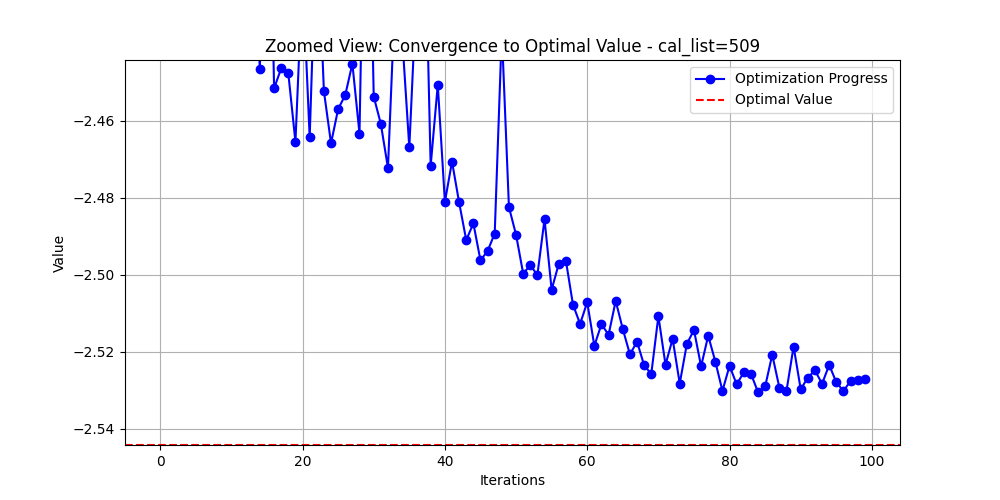 Zoomed View: Convergence to Optimal Value - cal_list=509
Optimization Progress
Optimal Value
Value
−2.46
−2.48
−2.50
−2.52
−2.54
0 20 40 60 80 100
Iterations